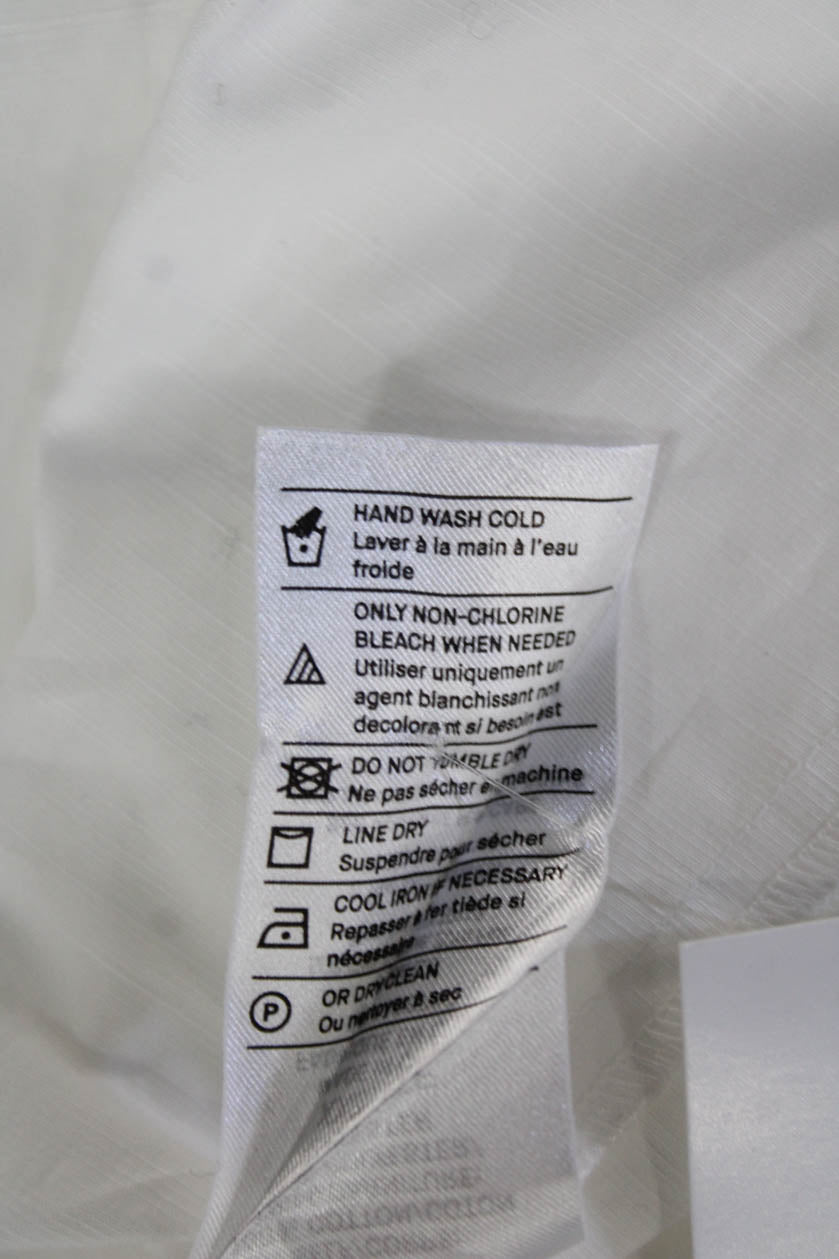 HAND WASH COLD
Laver à la main à l'eau
froide
ONLY NON-CHLORINE
BLEACH WHEN NEEDED
Utiliser uniquement un
agent blanchissant non
decolorant si besoin est
DO NOT TUMBLE DRY
Ne pas sécher en machine
LINE DRY
Suspendre pour sécher
COOL IRON IF NECESSARY
Repasser à fer tiède si
nécessaire
P
OR DRYCLEAN
Ou nettoyer à sec